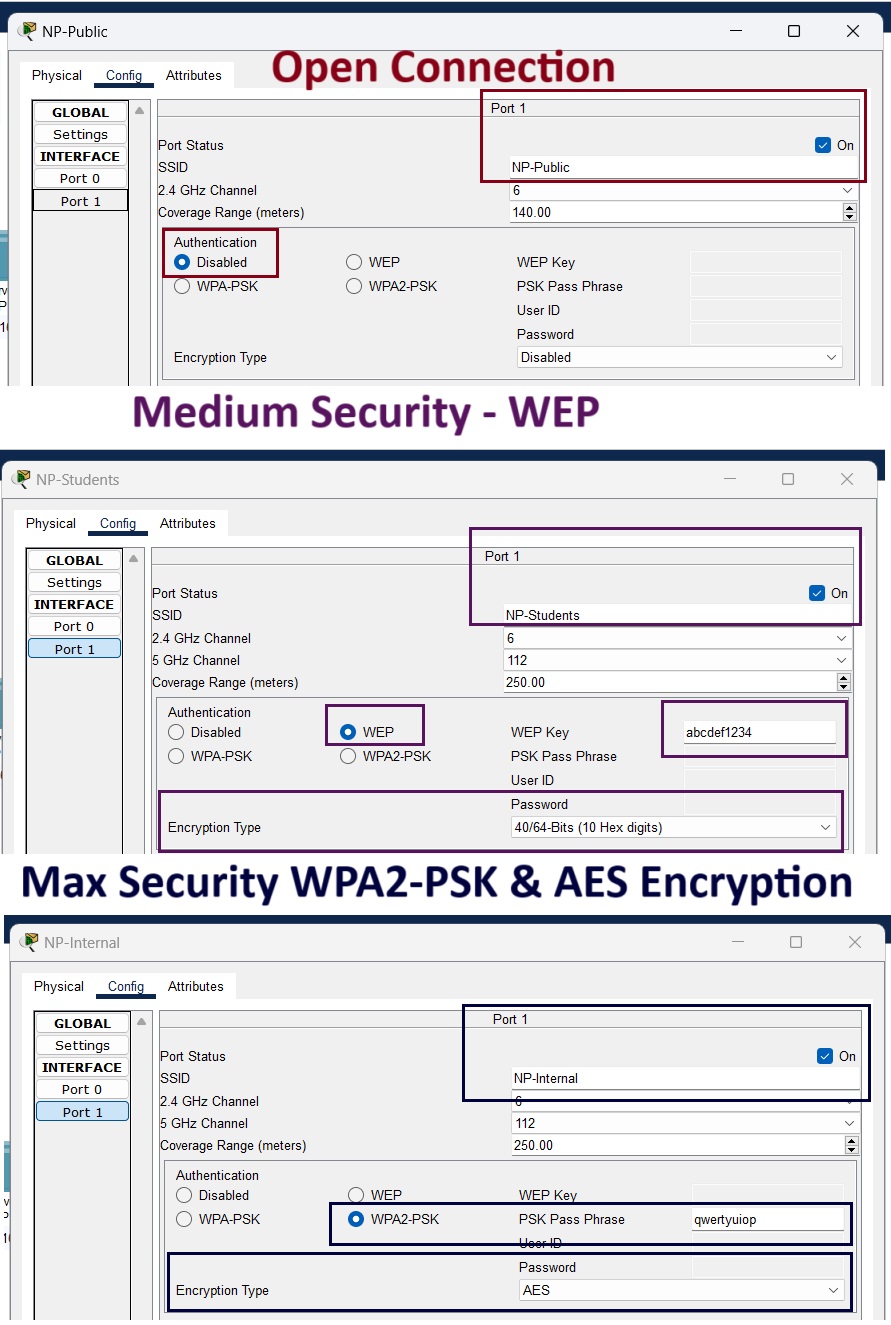 NP-Public
Physical Config Attributes
Open Connection
GLOBAL
Settings
INTERFACE
Port 0
Port 1
Port 1
Port Status On
SSID NP-Public
2.4 GHz Channel 6
Coverage Range (meters) 140.00
Authentication
Disabled WEP WEP Key
WPA-PSK WPA2-PSK PSK Pass Phrase
User ID
Password
Encryption Type Disabled
Medium Security - WEP
NP-Students
Physical Config Attributes
GLOBAL
Settings
INTERFACE
Port 0
Port 1
Port 1
Port Status On
SSID NP-Students
2.4 GHz Channel 6
5 GHz Channel 112
Coverage Range (meters) 250.00
Authentication
Disabled WEP WEP Key abcdef1234
WPA-PSK WPA2-PSK PSK Pass Phrase
User ID
Password
Encryption Type 40/64-Bits (10 Hex digits)
Max Security WPA2-PSK & AES Encryption
NP-Internal
Physical Config Attributes
GLOBAL
Settings
INTERFACE
Port 0
Port 1
Port 1
Port Status On
SSID NP-Internal
2.4 GHz Channel 6
5 GHz Channel 112
Coverage Range (meters) 250.00
Authentication
Disabled WEP WEP Key
WPA-PSK WPA2-PSK PSK Pass Phrase qwertyuiop
User ID
Password
Encryption Type AES